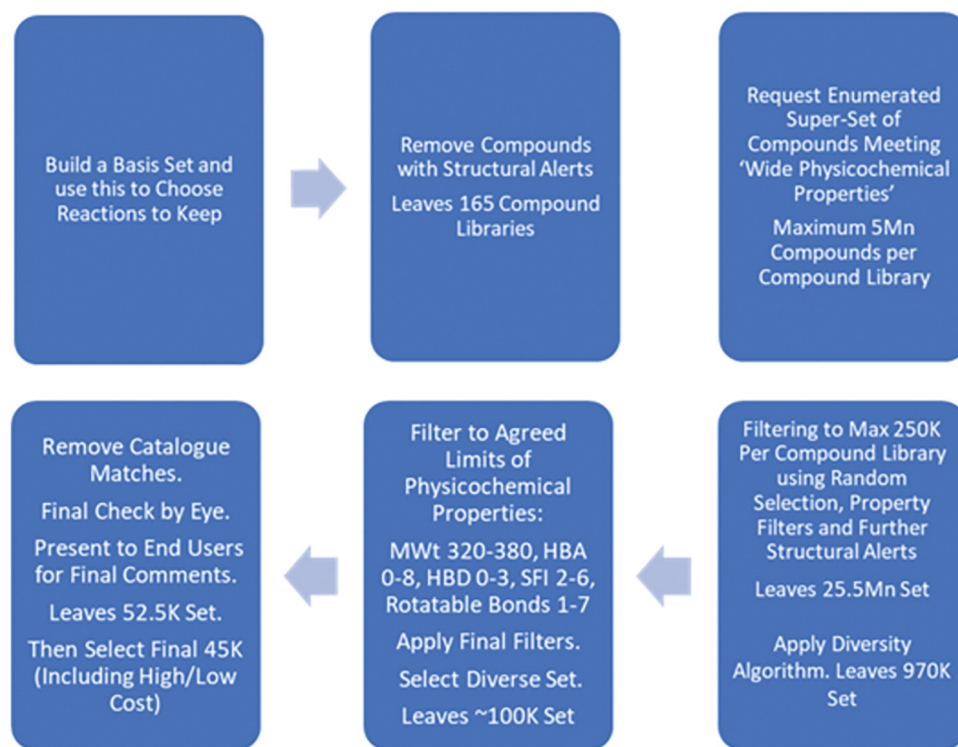 Build a Basis Set and
use this to Choose
Reactions to Keep
Remove Compounds
with Structural Alerts
Leaves 165 Compound
Libraries
Request Enumerated
Super-Set of
Compounds Meeting
‘Wide Physicochemical
Properties’
Maximum 5Mn
Compounds per
Compound Library
Filtering to Max 250K
Per Compound Library
using Random
Selection, Property
Filters and Further
Structural Alerts
Leaves 25.5Mn Set
Apply Diversity
Algorithm. Leaves 970K
Set
Filter to Agreed
Limits of
Physicochemical
Properties:
MWt 320-380, HBA
0-8, HBD 0-3, SFI 2-6,
Rotatable Bonds 1-7
Apply Final Filters.
Select Diverse Set.
Leaves ~100K Set
Remove Catalogue
Matches.
Final Check by Eye.
Present to End Users
for Final Comments.
Leaves 52.5K Set.
Then Select Final 45K
(Including High/Low
Cost)